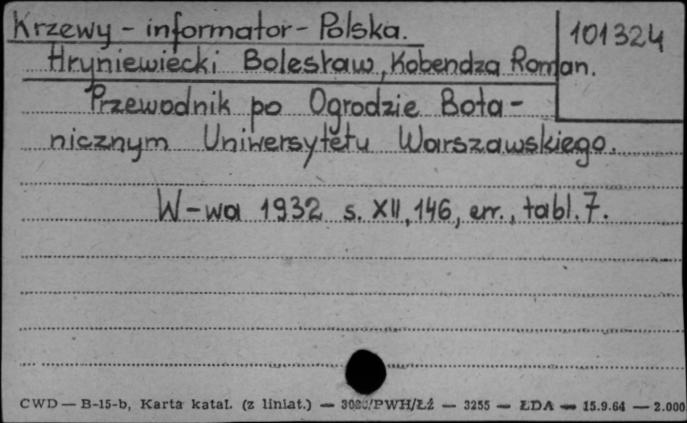 Krzewy - informator - Polska.
101324
Hryniewiecki Bolesław, Kobendza Roman.
Przewodnik po Ogrodzie Bota-
nicznym Uniwersytetu Warszawskiego.
W-wa 1932 s. XII, 146, err., tabl. 7.
CWD — B-15-b, Karta katal. (z liniat.) — /PWH/ŁŹ — 3255 — ŁDA — 15.9.64 — 2.000